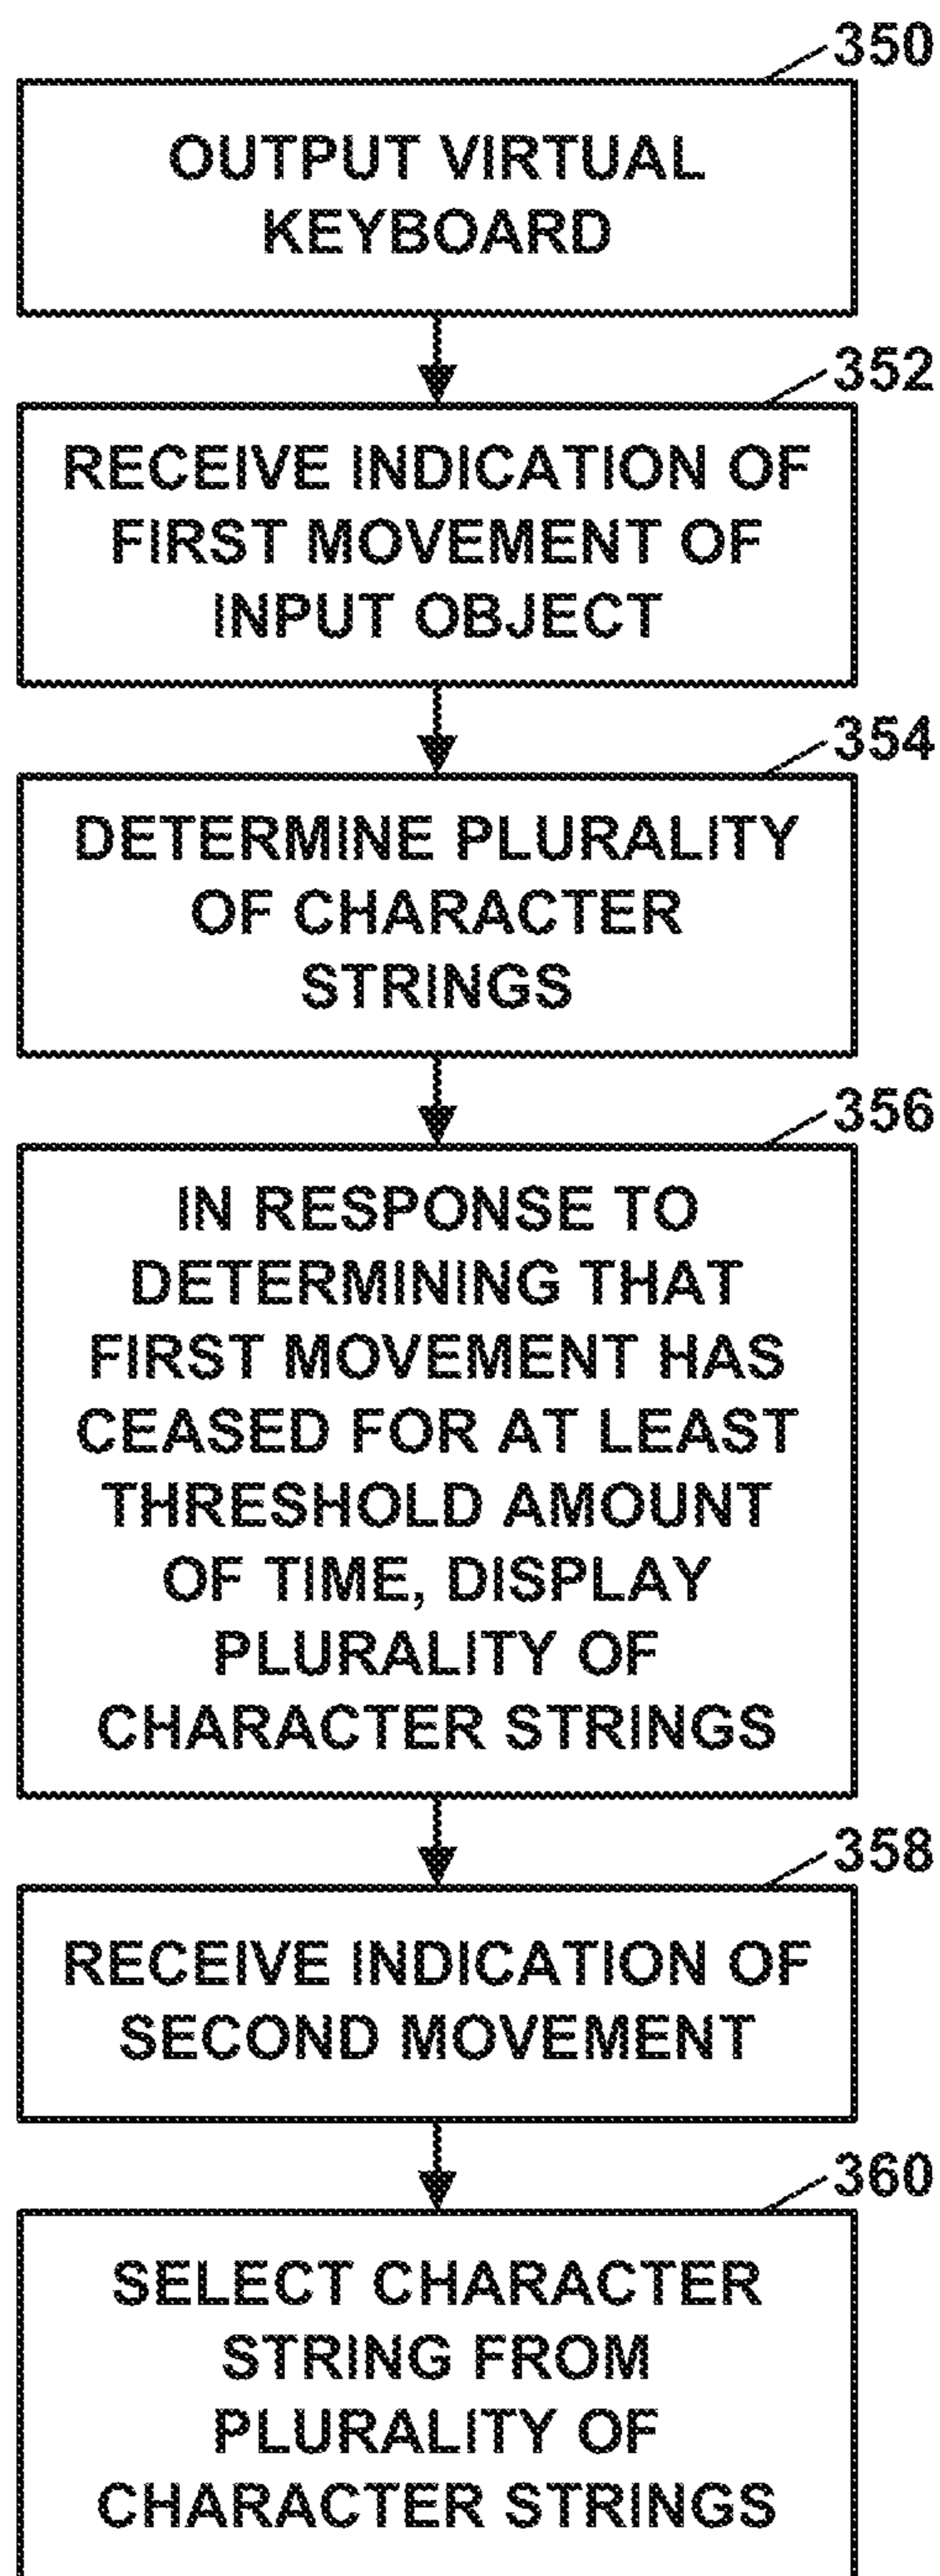 350
OUTPUT VIRTUAL
KEYBOARD
352
RECEIVE INDICATION OF
FIRST MOVEMENT OF
INPUT OBJECT
354
DETERMINE PLURALITY
OF CHARACTER
STRINGS
356
IN RESPONSE TO
DETERMINING THAT
FIRST MOVEMENT HAS
CEASED FOR AT LEAST
THRESHOLD AMOUNT
OF TIME, DISPLAY
PLURALITY OF
CHARACTER STRINGS
358
RECEIVE INDICATION OF
SECOND MOVEMENT
360
SELECT CHARACTER
STRING FROM
PLURALITY OF
CHARACTER STRINGS